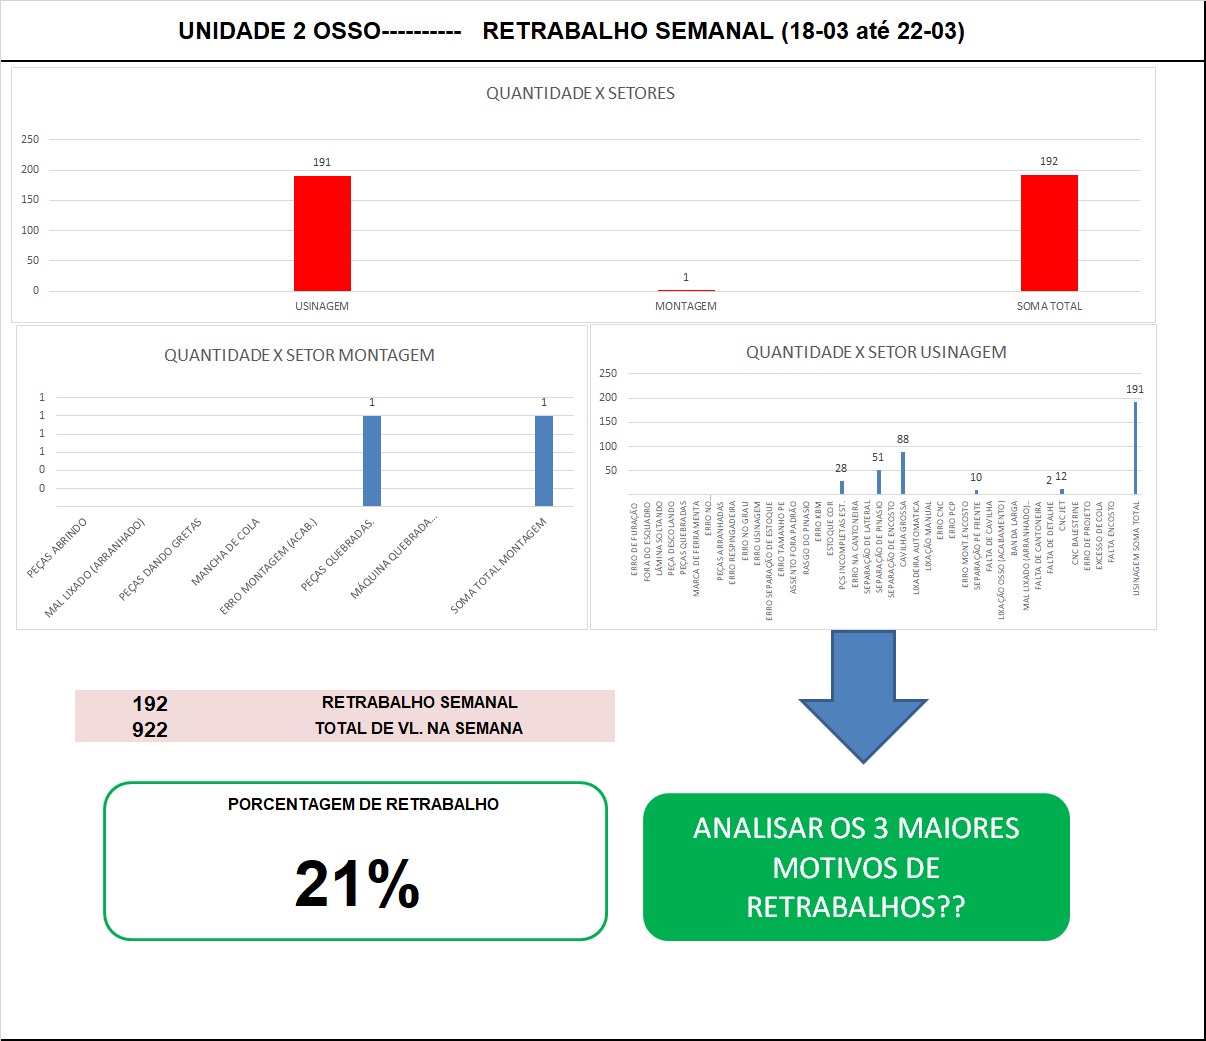 UNIDADE 2 OSSO---------- RETRABALHO SEMANAL (18-03 até 22-03)
QUANTIDADE X SETORES
250
200
150
100
50
0
191
1
192
USINAGEM
MONTAGEM
SOMA TOTAL
QUANTIDADE X SETOR MONTAGEM
1
1
1
1
0
0
1
1
PEÇAS ABRINDO
MAL LIXADO (ARRANHADO)
PEÇAS DANDO GRETAS
MANCHA DE COLA
ERRO MONTAGEM (ACAB.)
PEÇAS QUEBRADAS.
MÁQUINA QUEBRADA...
SOMA TOTAL MONTAGEM
QUANTIDADE X SETOR USINAGEM
250
200
150
100
50
28
51
88
10
2
12
191
ERRO DE FURAÇÃO
FORA DO ESQUADRO
LÂMINA SOLTANDO
PEÇA DESCOLANDO
PEÇAS QUEBRADAS
MARCA DE FERRAMENTA
ERRO NO...
PEÇAS ARRANHADAS
ERRO RESPINGADEIRA
ERRO NO GRAU
ERRO USINAGEM
ERRO SEPARAÇÃO DE ESTOQUE
ERRO TAMANHO PE
ASSENTO FORA PADRÃO
RASGO DO PINASIO
ERRO KBM
ESTOQUE CDP
PÇS INCOMPLETAS EST.
ERRO NA CANTONEIRA
SEPARAÇÃO DE LATERAL
SEPARAÇÃO DE PINASIO
SEPARAÇÃO DE ENCOSTO
CAVILHA GROSSA
LIXADEIRA AUTOMATICA
LIXAÇÃO MANUAL
ERRO CNC
ERRO PCP
ERRO MONT.ENCOSTO
SEPARAÇÃO PE FRENTE
FALTA DE CAVILHA
LIXAÇÃO OSSO (ACABAMENTO)
BANDA LARGA
MAL LIXADO (ARRANHADO)..
FALTA DE CANTONEIRA
FALTA DE DETALHE
CNC JET
CNC BALESTRINE
ERRO DE PROJETO
EXCESSO DE COLA
FALTA ENCOSTO
USINAGEM SOMA TOTAL
192 RETRABALHO SEMANAL
922 TOTAL DE VL. NA SEMANA
PORCENTAGEM DE RETRABALHO
21%
ANALISAR OS 3 MAIORES
MOTIVOS DE
RETRABALHOS??